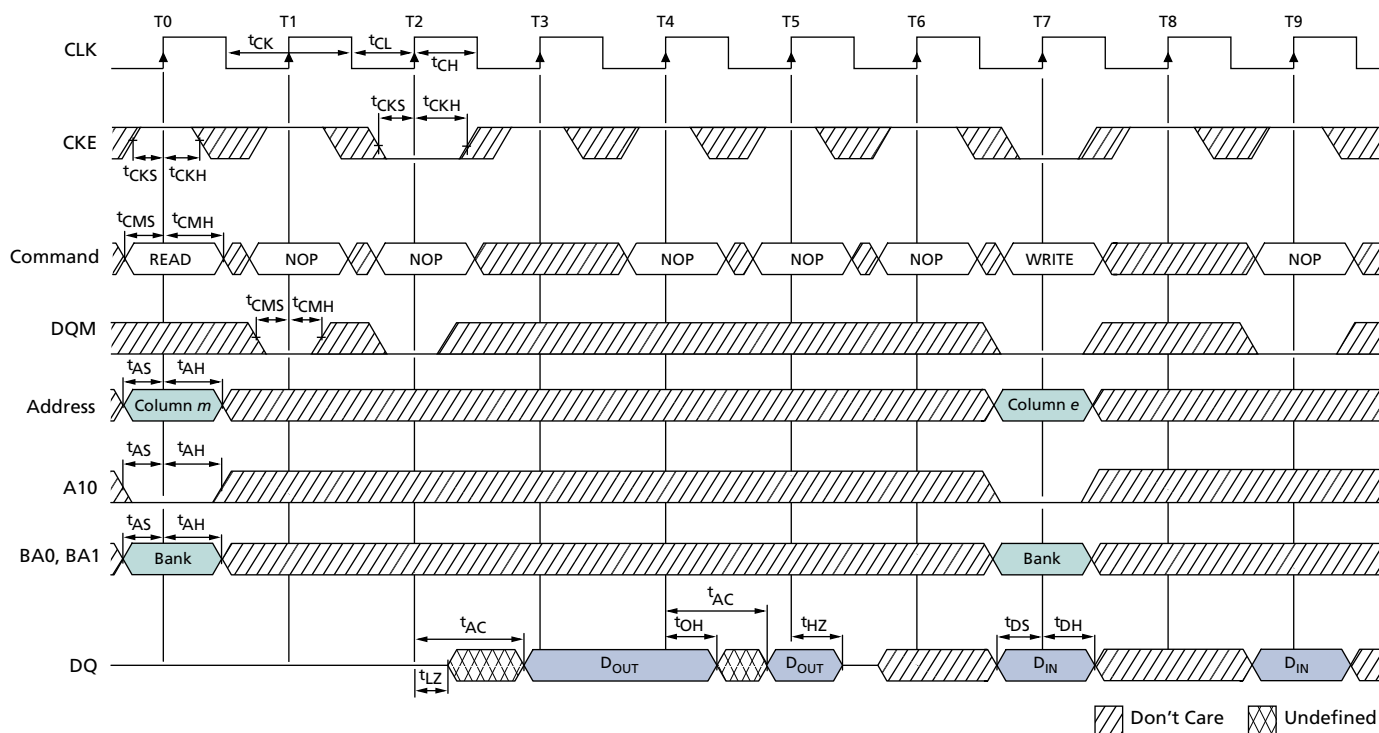 T0 T1 T2 T3 T4 T5 T6 T7 T8 T9
CLK
tCK tCL
tCH
tCKS tCKH
CKE
tCKS tCKH
tCMS tCMH
Command READ NOP NOP NOP NOP NOP WRITE NOP
tCMS tCMH
DQM
tAS tAH
Address Column m Column e
tAS tAH
A10
tAS tAH
BA0, BA1 Bank Bank
tAC
tAC tOH tHZ tDS tDH
DQ DOUT DOUT DIN DIN
tLZ
Don't Care Undefined